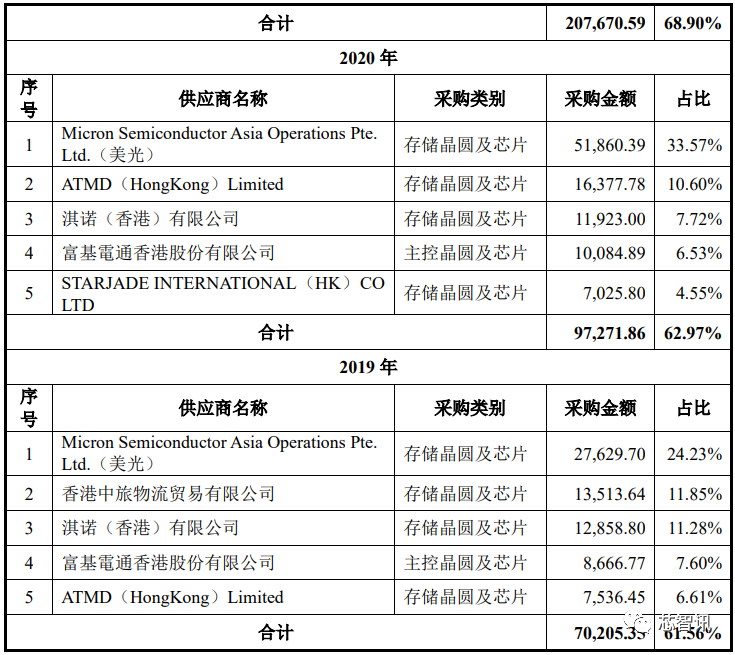 合计 207,670.59 68.90%
2020 年
序号 供应商名称 采购类别 采购金额 占比
1 Micron Semiconductor Asia Operations Pte.
Ltd.（美光） 存储晶圆及芯片 51,860.39 33.57%
2 ATMD（HongKong）Limited 存储晶圆及芯片 16,377.78 10.60%
3 淇诺（香港）有限公司 存储晶圆及芯片 11,923.00 7.72%
4 富基電通香港股份有限公司 主控晶圆及芯片 10,084.89 6.53%
5 STARJADE INTERNATIONAL（HK）CO
LTD 存储晶圆及芯片 7,025.80 4.55%
合计 97,271.86 62.97%
2019 年
序号 供应商名称 采购类别 采购金额 占比
1 Micron Semiconductor Asia Operations Pte.
Ltd.（美光） 存储晶圆及芯片 27,629.70 24.23%
2 香港中旅物流贸易有限公司 存储晶圆及芯片 13,513.64 11.85%
3 淇诺（香港）有限公司 存储晶圆及芯片 12,858.80 11.28%
4 富基電通香港股份有限公司 主控晶圆及芯片 8,666.77 7.60%
5 ATMD（HongKong）Limited 存储晶圆及芯片 7,536.45 6.61%
合计 70,205.35 61.56%
芯智讯